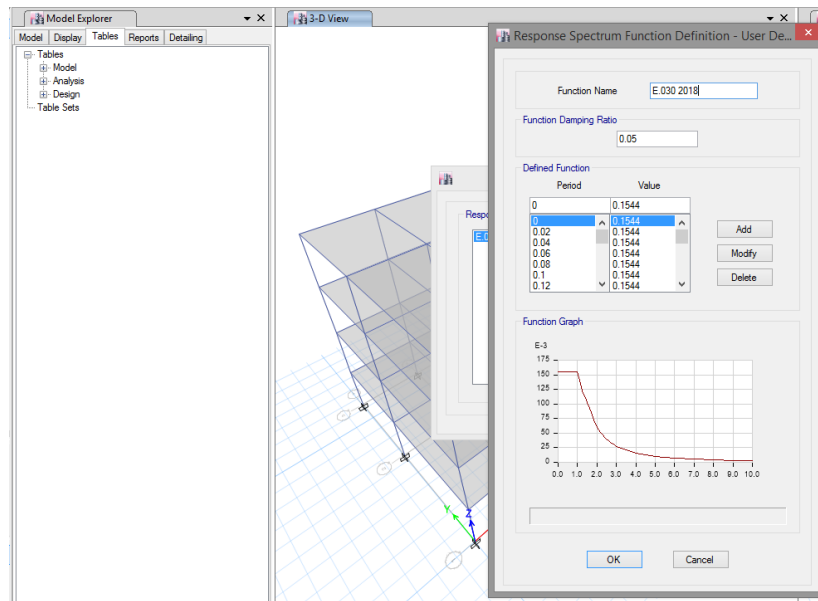 Model Explorer
Model Display Tables Reports Detailing
Tables
Model
Analysis
Design
Table Sets
3-D View
Respo
E.0
Y
Z
Response Spectrum Function Definition - User De...
Function Name E.030 2018
Function Damping Ratio
0.05
Defined Function
Period Value
0 0.1544
0 0.1544
0.02 0.1544
0.04 0.1544
0.06 0.1544
0.08 0.1544
0.1 0.1544
0.12 0.1544
Add
Modify
Delete
Function Graph
E-3
175
150
125
100
75
50
25
0
0.0 1.0 2.0 3.0 4.0 5.0 6.0 7.0 8.0 9.0 10.0
OK Cancel